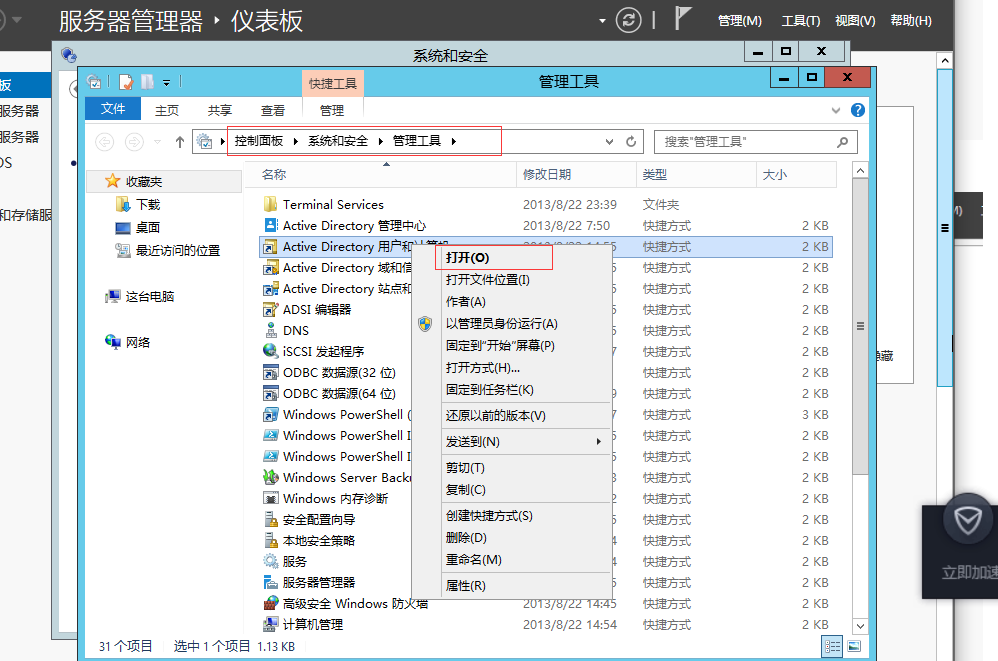 服务器管理器 · 仪表板
管理(M) 工具(T) 视图(V) 帮助(H)
系统和安全
快捷工具
管理工具
文件 主页 共享 查看 管理
控制面板 系统和安全 管理工具
搜索"管理工具"
板
服务器
服务器
DS
和存储服
收藏夹
下载
桌面
最近访问的位置
这台电脑
网络
名称 修改日期 类型 大小
Terminal Services 2013/8/22 23:39 文件夹
Active Directory 管理中心 2013/8/22 7:50 快捷方式 2 KB
Active Directory 用户和计算机 快捷方式 2 KB
Active Directory 域和信 快捷方式 2 KB
Active Directory 站点和 快捷方式 2 KB
ADSI 编辑器 快捷方式 2 KB
DNS 快捷方式 2 KB
iSCSI 发起程序 快捷方式 2 KB
ODBC 数据源(32 位) 快捷方式 2 KB
ODBC 数据源(64 位) 快捷方式 2 KB
Windows PowerShell ( 快捷方式 3 KB
Windows PowerShell I 快捷方式 2 KB
Windows PowerShell I 快捷方式 2 KB
Windows Server Backu 快捷方式 2 KB
Windows 内存诊断 快捷方式 2 KB
安全配置向导 快捷方式 2 KB
本地安全策略 快捷方式 2 KB
服务 快捷方式 2 KB
服务器管理器 快捷方式 2 KB
高级安全 Windows 防火墙 2013/8/22 14:45 快捷方式 2 KB
计算机管理 2013/8/22 14:54 快捷方式 2 KB
打开(O)
打开文件位置(I)
作者(A)
以管理员身份运行(A)
固定到"开始"屏幕(P)
打开方式(H)...
固定到任务栏(K)
还原以前的版本(V)
发送到(N)
剪切(T)
复制(C)
创建快捷方式(S)
删除(D)
重命名(M)
属性(R)
31 个项目 选中 1 个项目 1.13 KB
隐藏
立即加速